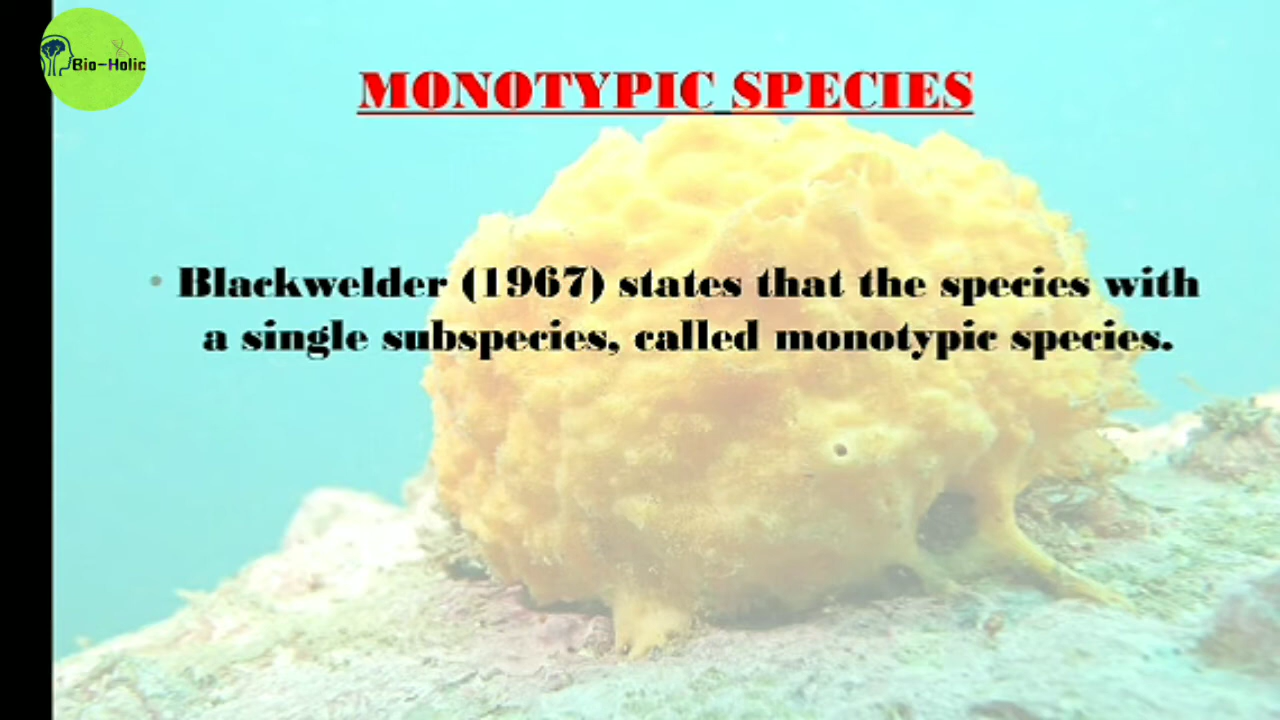 Bio-Holic
MONOTYPIC SPECIES
• Blackwelder (1967) states that the species with
a single subspecies, called monotypic species.